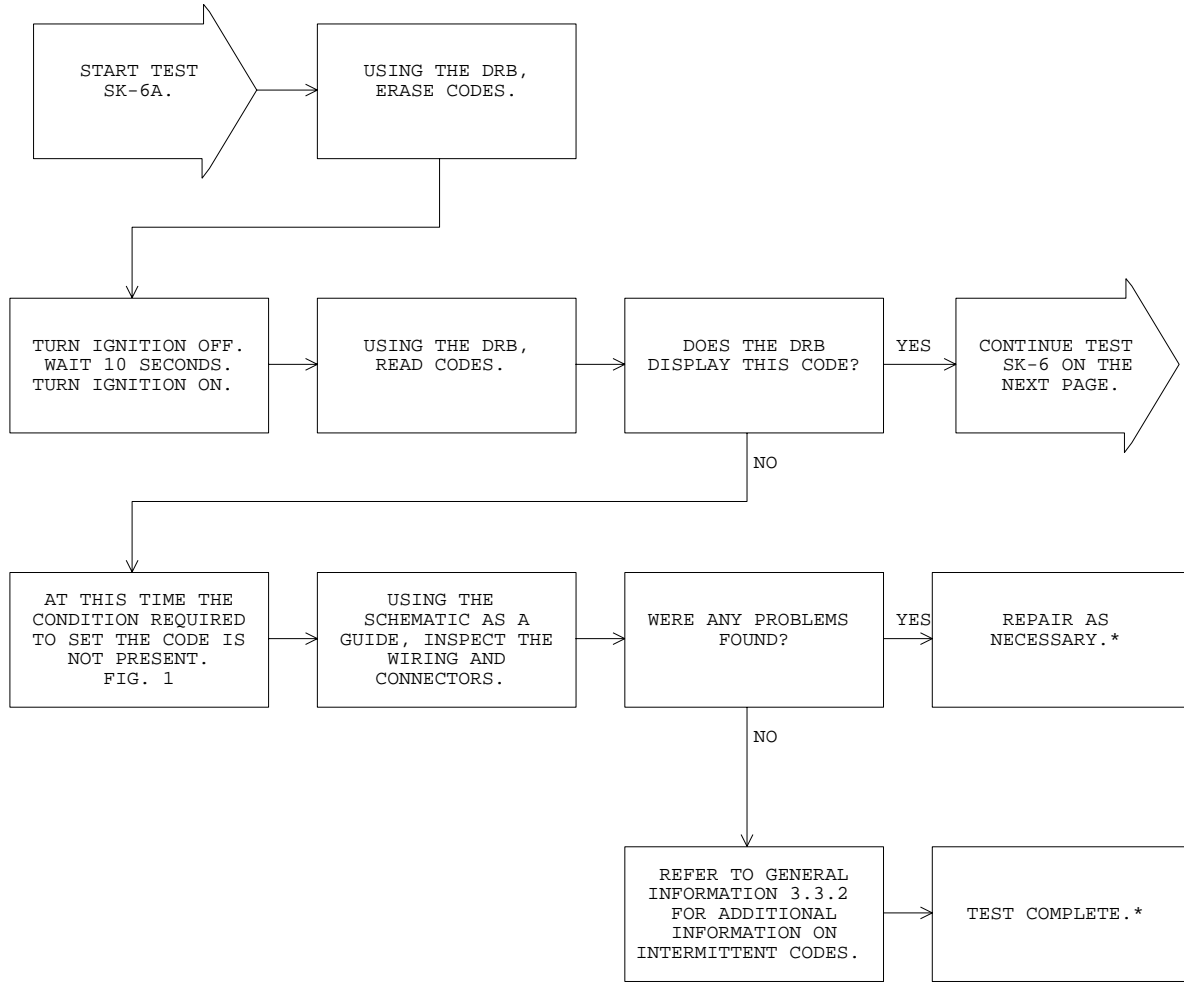 START TEST
SK-6A.
USING THE DRB,
ERASE CODES.
TURN IGNITION OFF.
WAIT 10 SECONDS.
TURN IGNITION ON.
USING THE DRB,
READ CODES.
DOES THE DRB
DISPLAY THIS CODE?
YES
CONTINUE TEST
SK-6 ON THE
NEXT PAGE.
NO
AT THIS TIME THE
CONDITION REQUIRED
TO SET THE CODE IS
NOT PRESENT.
FIG. 1
USING THE
SCHEMATIC AS A
GUIDE, INSPECT THE
WIRING AND
CONNECTORS.
WERE ANY PROBLEMS
FOUND?
YES
REPAIR AS
NECESSARY.*
NO
REFER TO GENERAL
INFORMATION 3.3.2
FOR ADDITIONAL
INFORMATION ON
INTERMITTENT CODES.
TEST COMPLETE.*